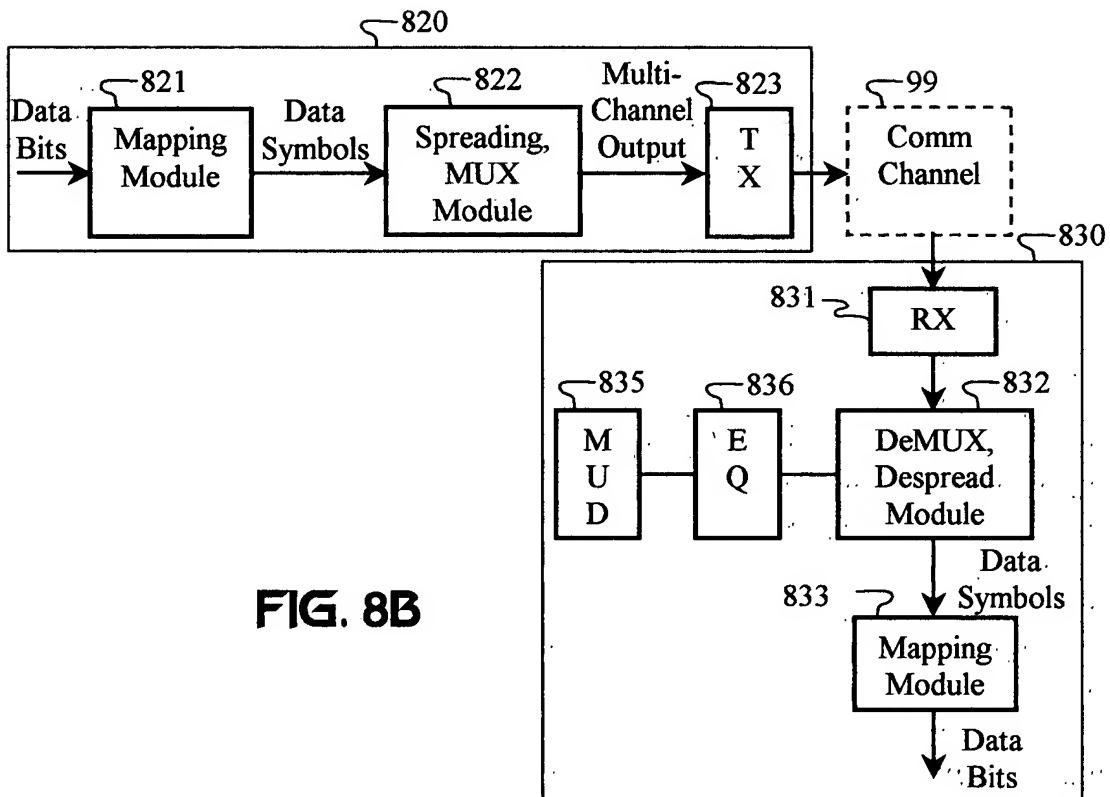 820
821
822
Multi-
Channel
Output
823
99
Data
Bits
Mapping
Module
Data
Symbols
Spreading,
MUX
Module
T
X
Comm
Channel
830
831
RX
835
836
832
M
U
D
E
Q
DeMUX,
Despread
Module
Data
Symbols
833
Mapping
Module
Data
Bits
FIG. 8B